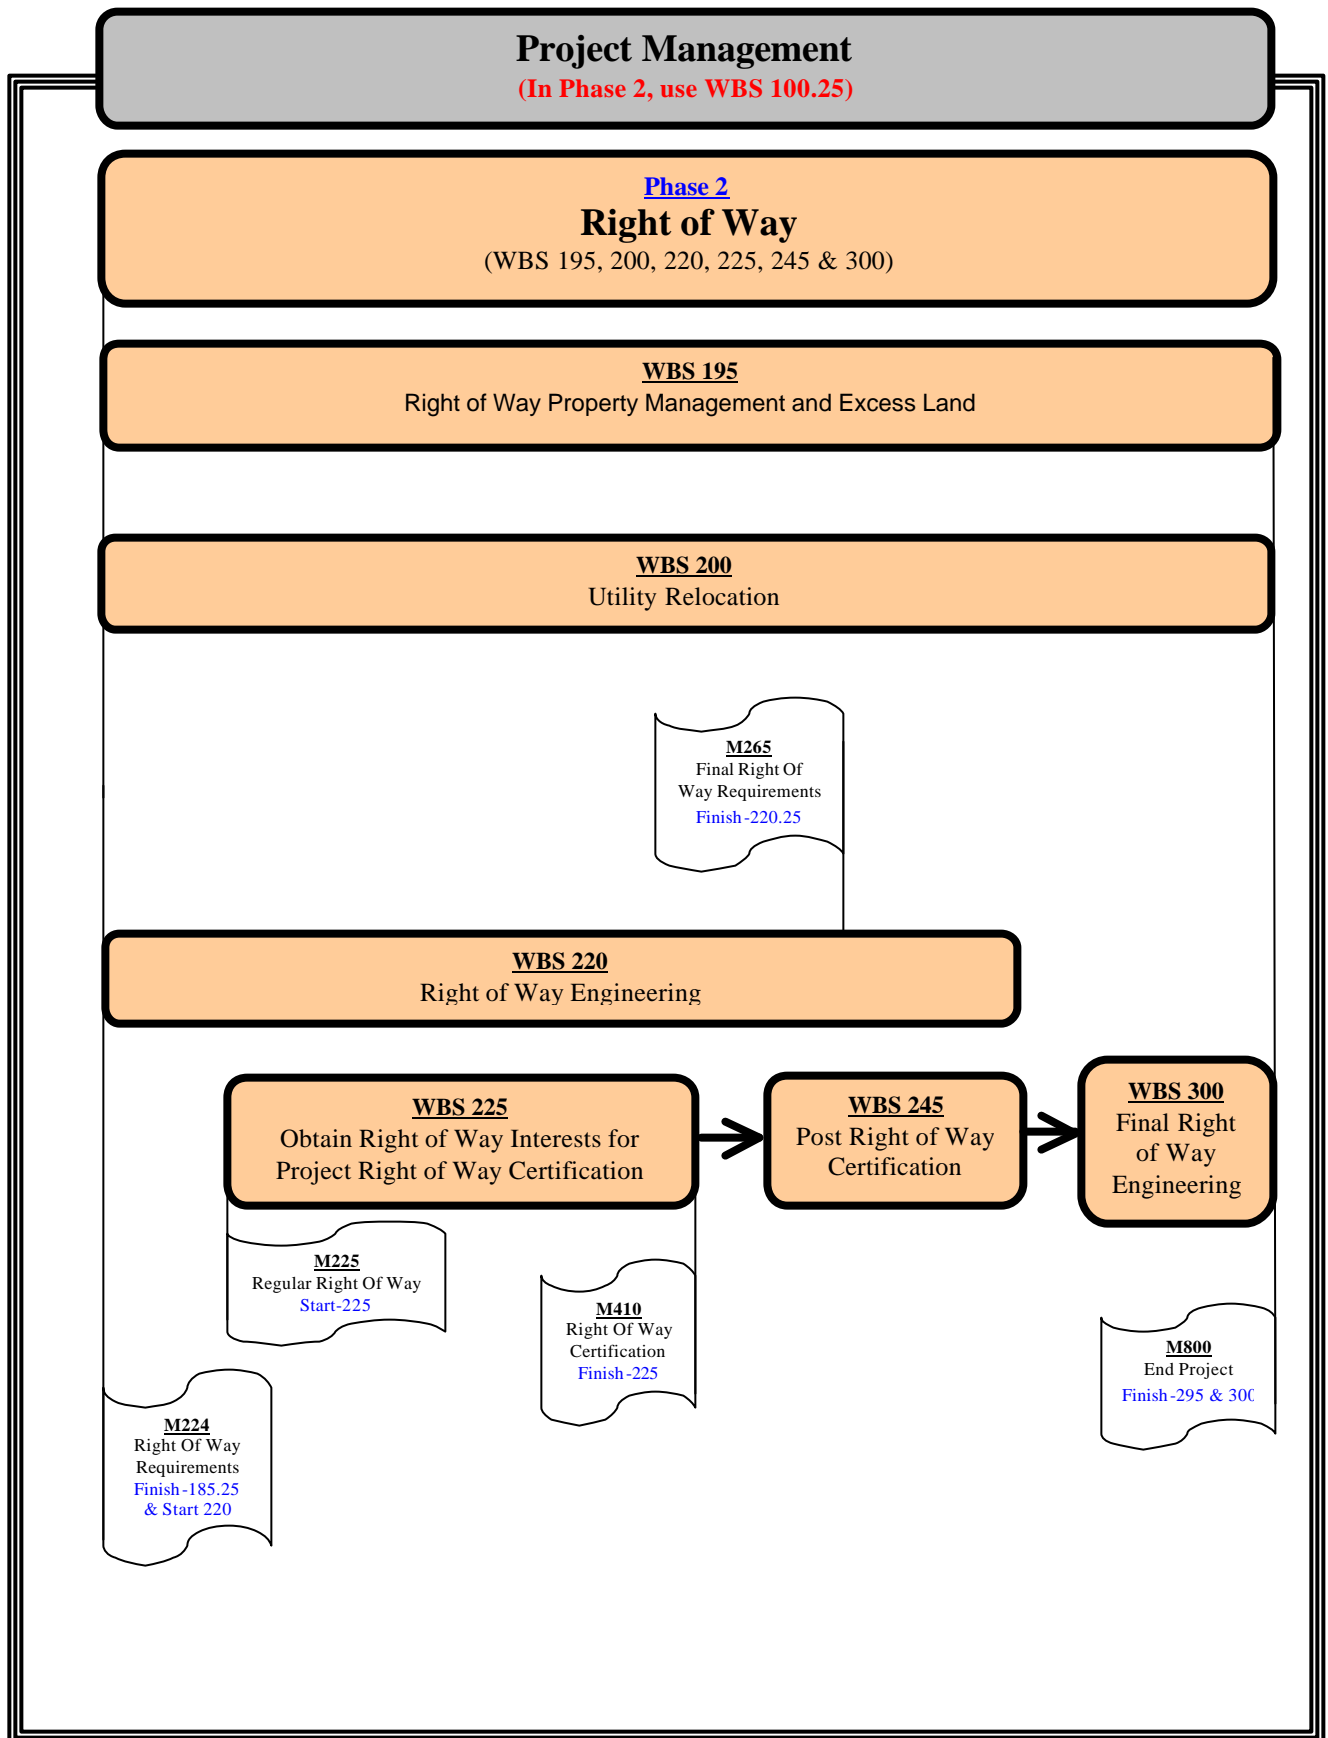 Project Management
(In Phase 2, use WBS 100.25)
Phase 2
Right of Way
(WBS 195, 200, 220, 225, 245 & 300)
WBS 195
Right of Way Property Management and Excess Land
WBS 200
Utility Relocation
M265
Final Right Of
Way Requirements
Finish-220.25
WBS 220
Right of Way Engineering
WBS 225
Obtain Right of Way Interests for
Project Right of Way Certification
WBS 245
Post Right of Way
Certification
WBS 300
Final Right
of Way
Engineering
M225
Regular Right Of Way
Start-225
M410
Right Of Way
Certification
Finish-225
M800
End Project
Finish-295 & 300
M224
Right Of Way
Requirements
Finish-185.25
& Start 220